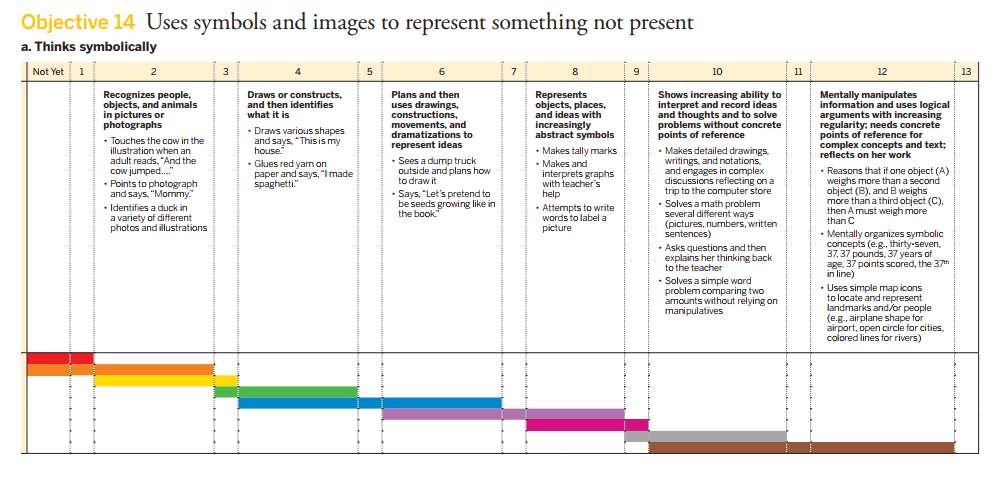 Objective 14 Uses symbols and images to represent something not present
a. Thinks symbolically
Not Yet 1 2 3 4 5 6 7 8 9 10 11 12 13
Recognizes people,
objects, and animals
in pictures or
photographs
• Touches the cow in the
illustration when an
adult reads, “And the
cow jumped....”
• Points to photograph
and says, “Mommy.”
• Identifies a duck in
a variety of different
photos and illustrations
Draws or constructs,
and then identifies
what it is
• Draws various shapes
and says, “This is my
house.”
• Glues red yarn on
paper and says, “I made
spaghetti.”
Plans and then
uses drawings,
constructions,
movements, and
dramatizations to
represent ideas
• Sees a dump truck
outside and plans how
to draw it
• Says, “Let’s pretend to
be seeds growing like in
the book.”
Represents
objects, places,
and ideas with
increasingly
abstract symbols
• Makes tally marks
• Makes and
interprets graphs
with teacher’s
help
• Attempts to write
words to label a
picture
Shows increasing ability to
interpret and record ideas
and thoughts and to solve
problems without concrete
points of reference
• Makes detailed drawings,
writings, and notations,
and engages in complex
discussions reflecting on a
trip to the computer store
• Solves a math problem
several different ways
(pictures, numbers, written
sentences)
• Asks questions and then
explains her thinking back
to the teacher
• Solves a simple word
problem comparing two
amounts without relying on
manipulatives
Mentally manipulates
information and uses logical
arguments with increasing
regularity; needs concrete
points of reference for
complex concepts and text;
reflects on her work
• Reasons that if one object (A)
weighs more than a second
object (B), and B weighs
more than a third object (C),
then A must weigh more
than C
• Mentally organizes symbolic
concepts (e.g., thirty-seven,
37, 37 pounds, 37 years of
age, 37 points scored, the 37th
in line)
• Uses simple map icons
to locate and represent
landmarks and/or people
(e.g., airplane shape for
airport, open circle for cities,
colored lines for rivers)